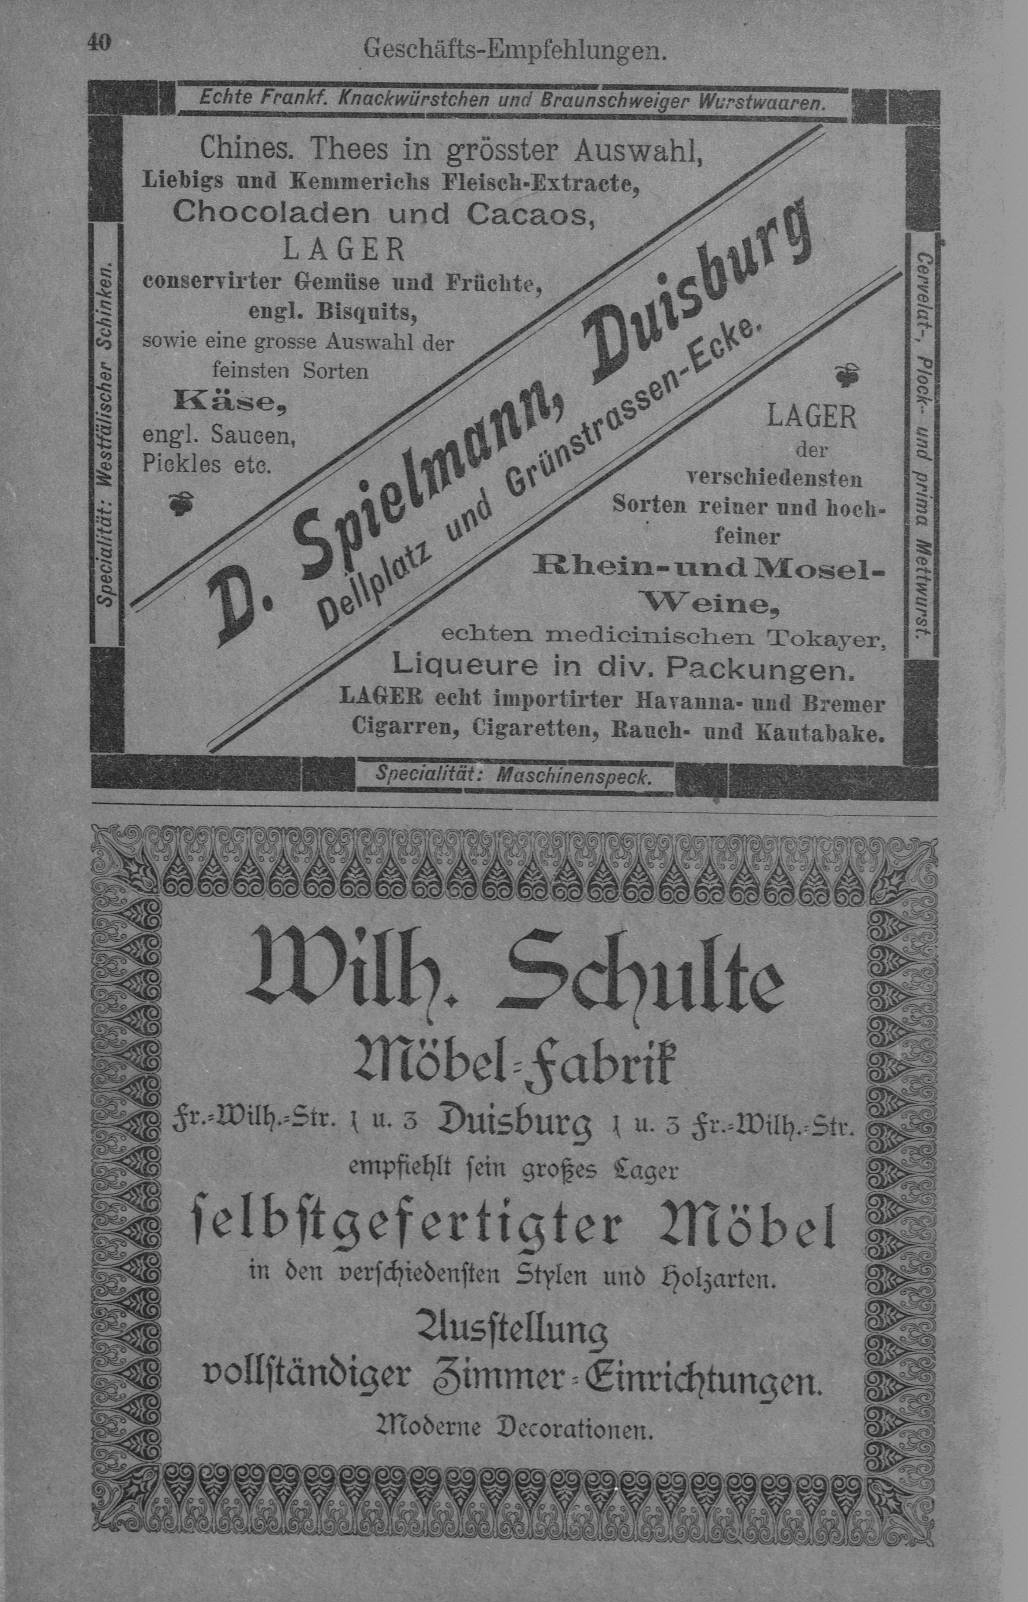 40
Geschäfts-Empfehlungen.
Echte Frankf. Knackwürstchen und Braunschweiger Wurstwaaren.
Specialität: Westfälischer Schinken.
Chines. Thees in grösster Auswahl,
Liebigs und Kemmerichs Fleisch-Extracte,
Chocoladen und Cacaos,
LAGER
conservirter Gemüse und Früchte,
engl. Bisquits,
sowie eine grosse Auswahl der
feinsten Sorten
Käse,
engl. Saucen,
Pickles etc.
D. Spielmann, Duisburg
Dellplatz und Grünstrassen-Ecke.
LAGER
der
verschiedensten
Sorten reiner und hoch-
feiner
Rhein- und Mosel-
Weine,
echten medicinischen Tokayer,
Liqueure in div. Packungen.
LAGER echt importirter Havanna- und Bremer
Cigarren, Cigaretten, Rauch- und Kautabake.
Cervelat-, Plock- und prima Mettwurst.
Specialität: Maschinenspeck.
Wilh. Schulte
Möbel-Fabrik
Fr.-Wilh.-Str. 1 u. 3 Duisburg 1 u. 3 Fr.-Wilh.-Str.
empfiehlt sein großes Lager
selbstgefertigter Möbel
in den verschiedensten Stylen und Holzarten.
Ausstellung
vollständiger Zimmer-Einrichtungen.
Moderne Decorationen.